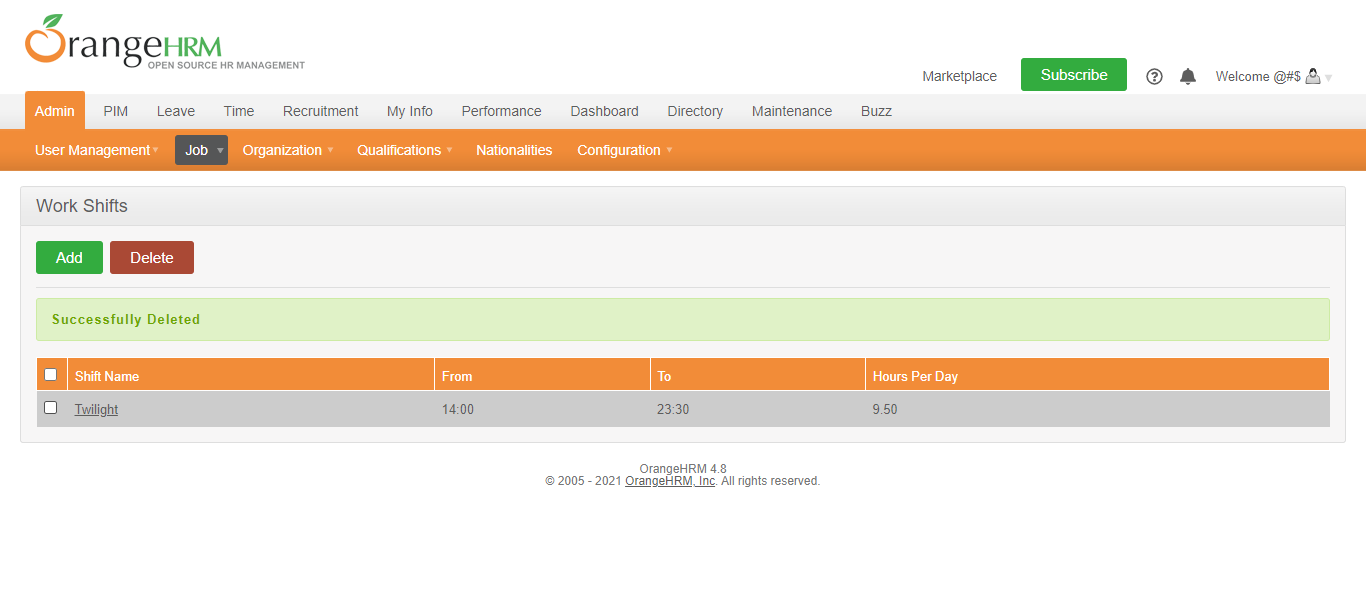 OrangeHRM
OPEN SOURCE HR MANAGEMENT
Marketplace Subscribe Welcome @#$
Admin PIM Leave Time Recruitment My Info Performance Dashboard Directory Maintenance Buzz
User Management Job Organization Qualifications Nationalities Configuration
Work Shifts
Add Delete
Successfully Deleted
Shift Name From To Hours Per Day
Twilight 14:00 23:30 9.50
OrangeHRM 4.8
© 2005 - 2021 OrangeHRM, Inc. All rights reserved.